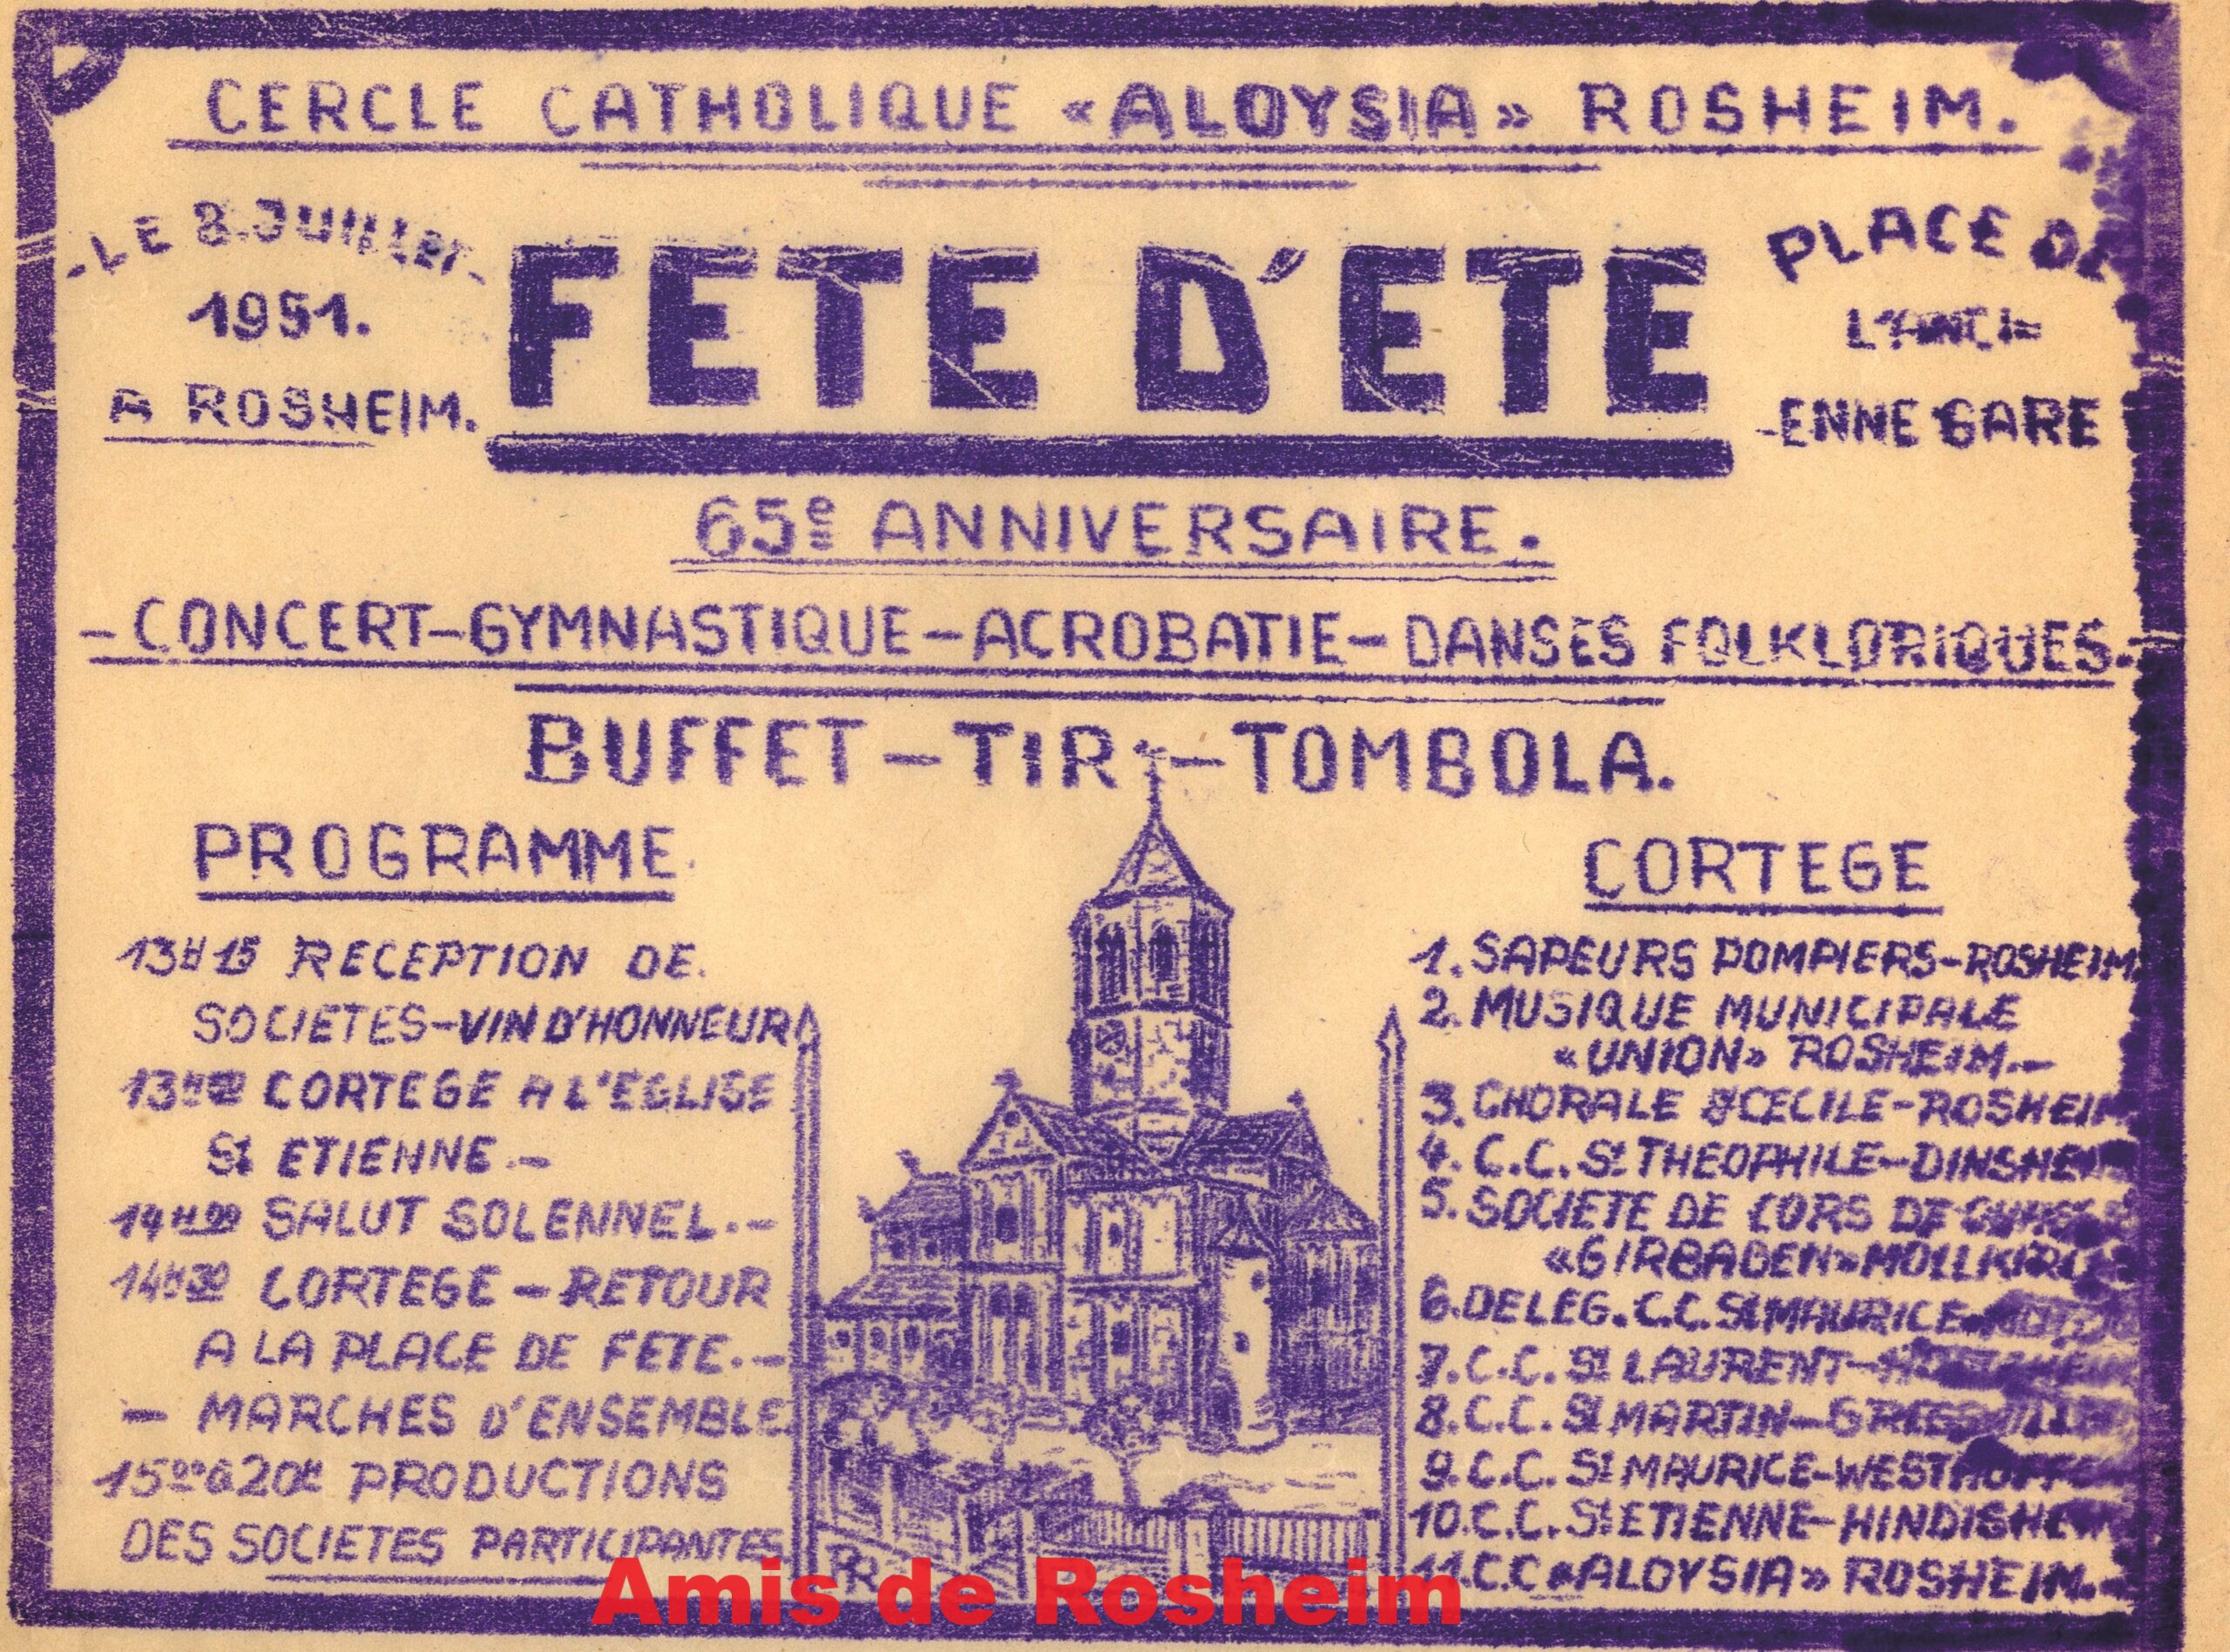 CERCLE CATHOLIQUE «ALOYSIA» ROSHEIM.
-LE 8.JUILLET-
1951.
A ROSHEIM.
FETE D'ETE
PLACE DE
L'ANCI=
-ENNE GARE
65e ANNIVERSAIRE.
-CONCERT-GYMNASTIQUE-ACROBATIE-DANSES FOLKLORIQUES.-
BUFFET-TIR-TOMBOLA.
PROGRAMME.
13H15 RECEPTION DE.
SOCIETES-VIN D'HONNEUR
CORTEGE A L'EGLISE
St ETIENNE.-
14H00 SALUT SOLENNEL.-
14H30 CORTEGE-RETOUR
A LA PLACE DE FETE.-
- MARCHES D'ENSEMBLE.
1500 à 20H PRODUCTIONS
DES SOCIETES PARTICIPANTES
CORTEGE
1. SAPEURS POMPIERS-ROSHEIM.
2. MUSIQUE MUNICIPALE
«UNION» ROSHEIM.-
3. CHORALE St CECILE-ROSHEIM
4. C.C. St THEOPHILE-DINSHEIM
5. SOCIETE DE CORS DE
«GIRBADEN»
6. DELEG. C.C. St MAURICE-
7. C.C. St LAURENT-
8. C.C. St MARTIN-
9. C.C. St MAURICE-WESTHOFFEN
10. C.C. St ETIENNE-HINDISHEIM
11. C.C «ALOYSIA» ROSHEIM.
PR
Amis de Rosheim